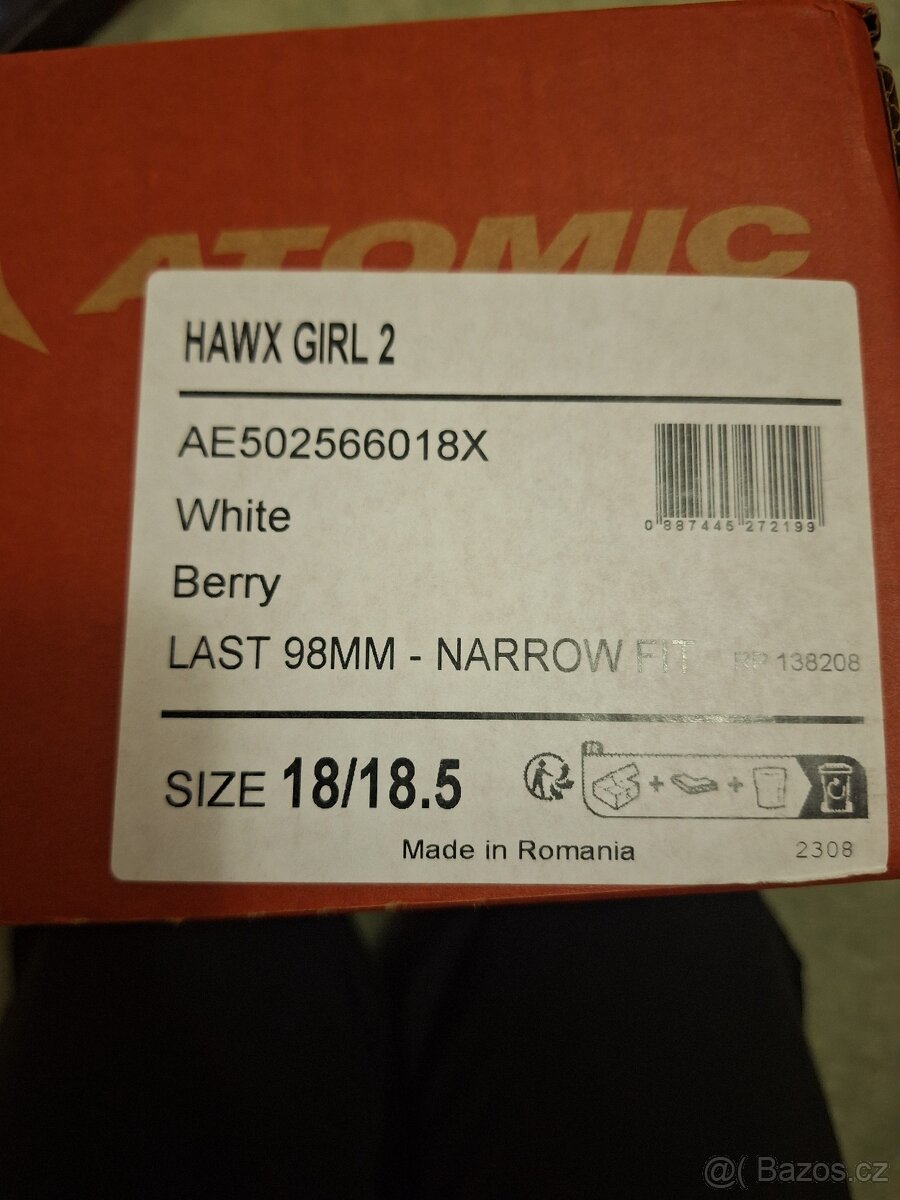 ATOMIC
HAWX GIRL 2
AE502566018X
0 887445 272199
White
Berry
LAST 98MM - NARROW FIT RP 138208
SIZE 18/18.5
Made in Romania 2308
@( Bazos.cz